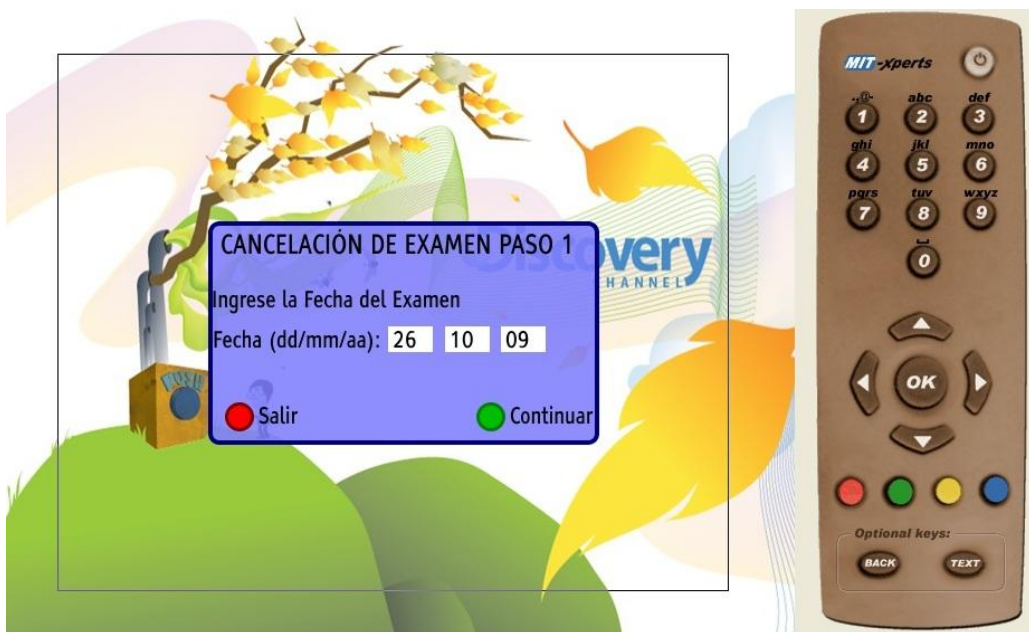 CANCELACIÓN DE EXAMEN PASO 1
Ingrese la Fecha del Examen
Fecha (dd/mm/aa): 26 10 09
Salir Continuar
Discovery
HANNEL
MUSIC
MIT-xperts
.,@- abc def
1 2 3
ghi jkl mno
4 5 6
pqrs tuv wxyz
7 8 9
0
OK
Optional keys:
BACK TEXT